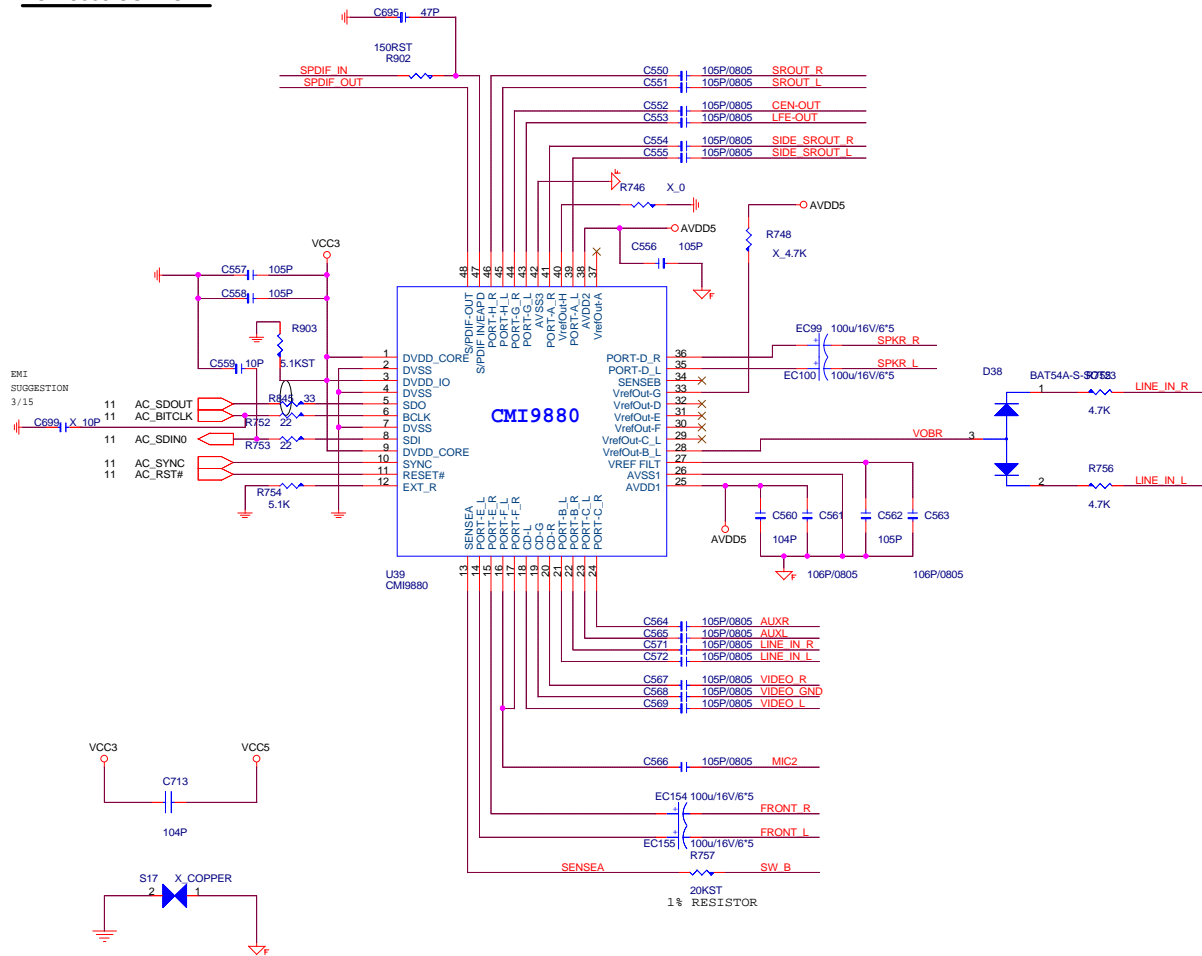 C695 47P
150RST
R902
SPDIF_IN
SPDIF_OUT
C550 105P/0805 SROUT_R
C551 105P/0805 SROUT_L
C552 105P/0805 CEN-OUT
C553 105P/0805 LFE-OUT
C554 105P/0805 SIDE_SROUT_R
C555 105P/0805 SIDE_SROUT_L
F
R746 X_0
AVDD5
AVDD5
C556 105P
R748
X_4.7K
F
VCC3
C557 105P
C558 105P
R903
5.1KST
C559 10P
EMI
SUGGESTION
3/15
C699 X_10P
R845 33
11 AC_SDOUT
11 AC_BITCLK
R752 22
11 AC_SDIN0
R753 22
11 AC_SYNC
11 AC_RST#
R754
5.1K
48 47 46 45 44 43 42 41 40 39 38 37
S/PDIF-OUT
S/PDIF IN/EAPD
PORT-H_R
PORT-H_L
PORT-G_R
PORT-G_L
AVSS3
PORT-A_R
VrefOut-H
PORT-A_L
AVDD2
VrefOut-A
1 DVDD_CORE
2 DVSS
3 DVDD_IO
4 DVSS
5 SDO
6 BCLK
7 DVSS
8 SDI
9 DVDD_CORE
10 SYNC
11 RESET#
12 EXT_R
CMI9880
PORT-D_R 36
PORT-D_L 35
SENSEB 34
VrefOut-G 33
VrefOut-D 32
VrefOut-E 31
VrefOut-F 30
VrefOut-C_L 29
VrefOut-B_L 28
VREF FILT 27
AVSS1 26
AVDD1 25
SENSEA
PORT-E_L
PORT-E_R
PORT-F_L
PORT-F_R
CD-L
CD-G
CD-R
PORT-B_L
PORT-B_R
PORT-C_L
PORT-C_R
13 14 15 16 17 18 19 20 21 22 23 24
U39
CMI9880
EC99 100u/16V/6*5
SPKR_R
SPKR_L
EC100 100u/16V/6*5
D38
BAT54A-S-SOT23
4.7K
LINE_IN_R
VOBR
1
3
2
R756
4.7K
LINE_IN_L
AVDD5
C560 C561 C562 C563
104P 105P
106P/0805 106P/0805
F
C564 105P/0805 AUXR
C565 105P/0805 AUXL
C571 105P/0805 LINE_IN_R
C572 105P/0805 LINE_IN_L
C567 105P/0805 VIDEO_R
C568 105P/0805 VIDEO_GND
C569 105P/0805 VIDEO_L
C566 105P/0805 MIC2
EC154 100u/16V/6*5
FRONT_R
FRONT_L
EC155 100u/16V/6*5
R757
SENSEA SW_B
20KST
1% RESISTOR
VCC3 VCC5
C713
104P
S17 X_COPPER
2 1
F